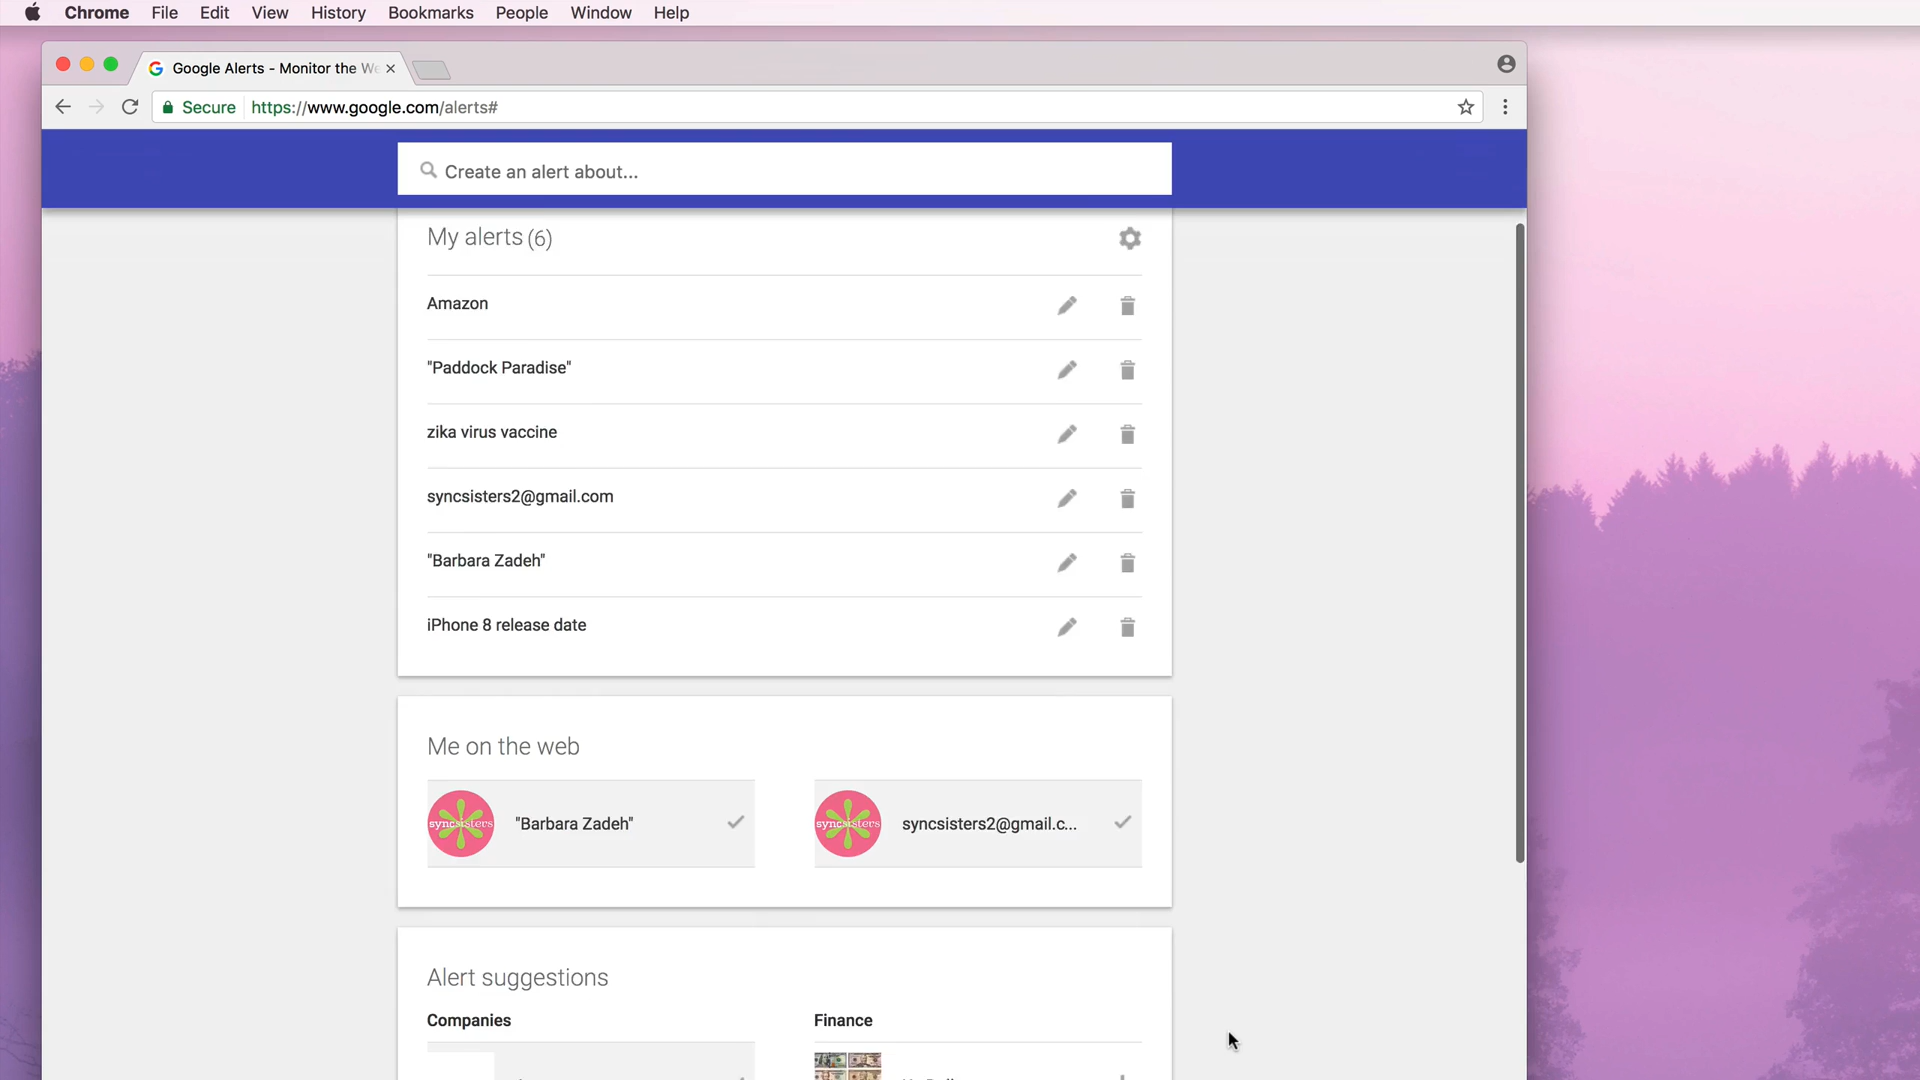 Chrome File Edit View History Bookmarks People Window Help
Google Alerts - Monitor the We
Secure https://www.google.com/alerts#
Create an alert about...
My alerts (6)
Amazon
"Paddock Paradise"
zika virus vaccine
syncsisters2@gmail.com
"Barbara Zadeh"
iPhone 8 release date
Me on the web
syncsisters "Barbara Zadeh"
syncsisters syncsisters2@gmail.c...
Alert suggestions
Companies
Finance